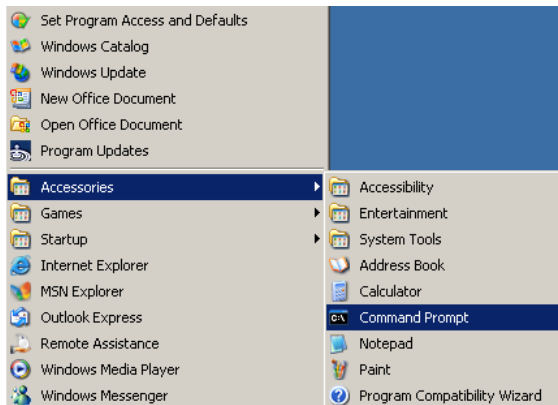 Set Program Access and Defaults
Windows Catalog
Windows Update
New Office Document
Open Office Document
Program Updates
Accessories
Games
Startup
Internet Explorer
MSN Explorer
Outlook Express
Remote Assistance
Windows Media Player
Windows Messenger
Accessibility
Entertainment
System Tools
Address Book
Calculator
C:\
Command Prompt
Notepad
Paint
Program Compatibility Wizard